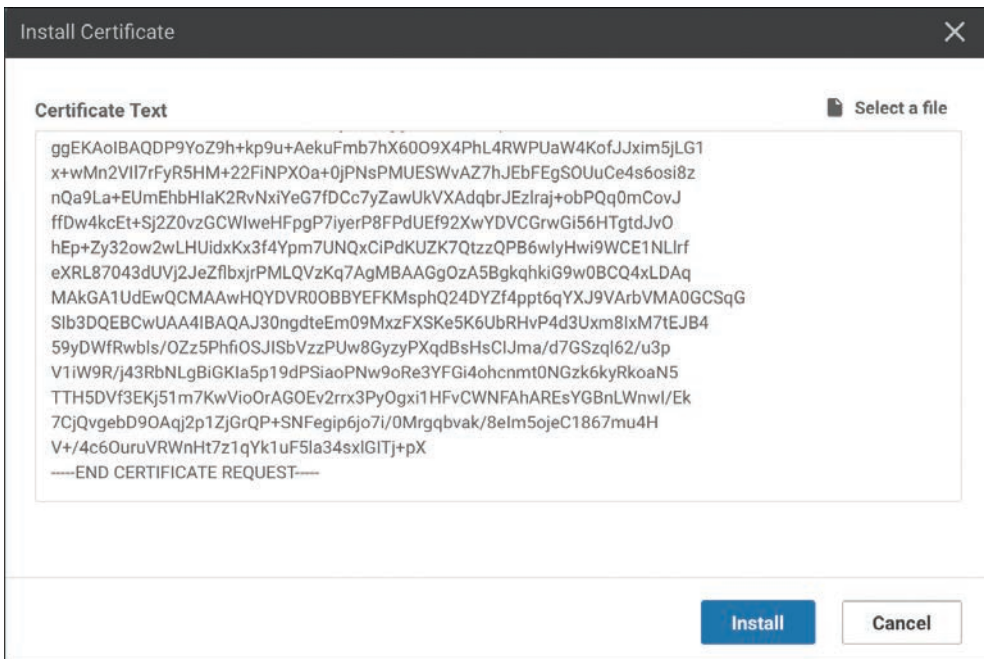 Install Certificate
Certificate Text
Select a file
ggEKAoIBAQDP9YoZ9h+kp9u+AekuFmb7hX60O9X4PhL4RWPUaW4KofJJxim5jLG1
x+wMn2VIl7rFyR5HM+22FiNPXOa+0jPNsPMUESWvAZ7hJEbFEgSOUuCe4s6osi8z
nQa9La+EUmEhbHIaK2RvNxiYeG7fDCc7yZawUkVXAdqbrJEzlraj+obPQq0mCovJ
ffDw4kcEt+Sj2Z0vzGCWIweHFpgP7iyerP8FPdUEf92XwYDVCGrwGi56HTgtdJvO
hEp+Zy32ow2wLHUidxKx3f4Ypm7UNQxCiPdKUZK7QtzzQPB6wlyHwi9WCE1NLlrf
eXRL87043dUVj2JeZflbxjrPMLQVzKq7AgMBAAGgOzA5BgkqhkiG9w0BCQ4xLDAq
MAkGA1UdEwQCMAAwHQYDVR0OBBYEFKMsphQ24DYZf4ppt6qYXJ9VArbVMA0GCSqG
SIb3DQEBCwUAA4IBAQAJ30ngdteEm09MxzFXSKe5K6UbRHvP4d3Uxm8IxM7tEJB4
59yDWfRwbls/OZz5PhfiOSJISbVzzPUw8GyzyPXqdBsHsClJma/d7GSzql62/u3p
V1iW9R/j43RbNLgBiGKIa5p19dPSiaoPNw9oRe3YFGi4ohcnmt0NGzk6kyRkoaN5
TTH5DVf3EKj51m7KwVioOrAGOEv2rrx3PyOgxi1HFvCWNFAhAREsYGBnLWnwI/Ek
7CjQvgebD9OAqj2p1ZjGrQP+SNFegip6jo7i/0Mrgqbvak/8eIm5ojeC1867mu4H
V+/4c6OuruVRWnHt7z1qYk1uF5la34sxlGITj+pX
-----END CERTIFICATE REQUEST-----
Install
Cancel